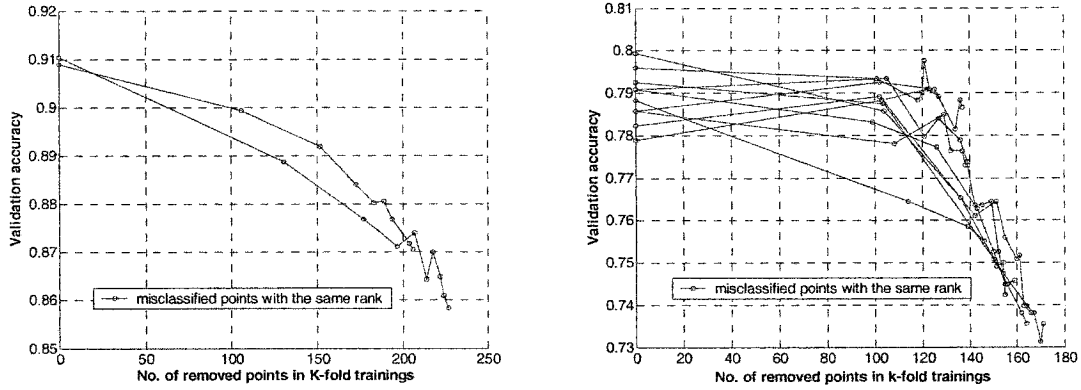 0.92
0.91
0.9
0.89
0.88
0.87
0.86
0.85
Validation accuracy
0 50 100 150 200 250
No. of removed points in K-fold trainings
misclassified points with the same rank
0.81
0.8
0.79
0.78
0.77
0.76
0.75
0.74
0.73
Validation accuracy
0 20 40 60 80 100 120 140 160 180
No. of removed points in k-fold trainings
misclassified points with the same rank